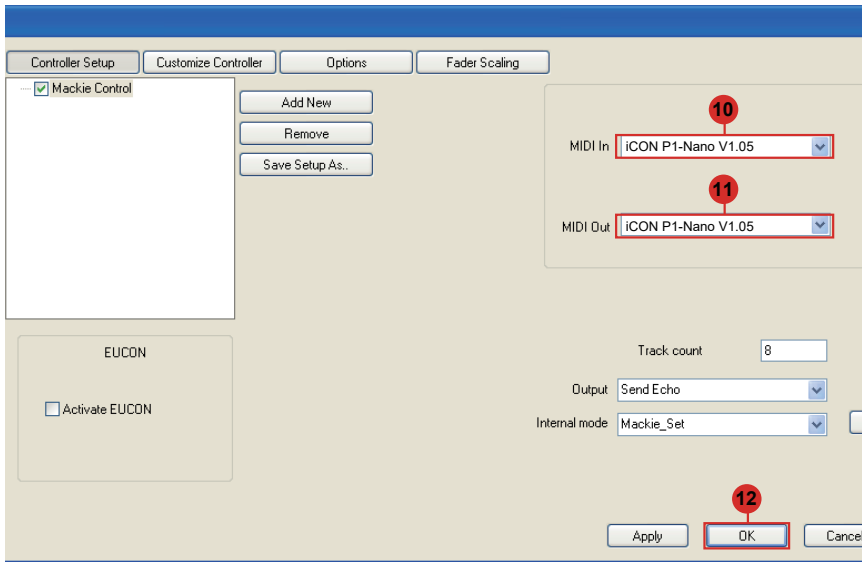 Controller Setup
Customize Controller
Options
Fader Scaling
Mackie Control
Add New
Remove
Save Setup As..
10
MIDI In
iCON P1-Nano V1.05
11
MIDI Out
iCON P1-Nano V1.05
EUCON
Activate EUCON
Track count
8
Output
Send Echo
Internal mode
Mackie_Set
12
Apply
OK
Cancel